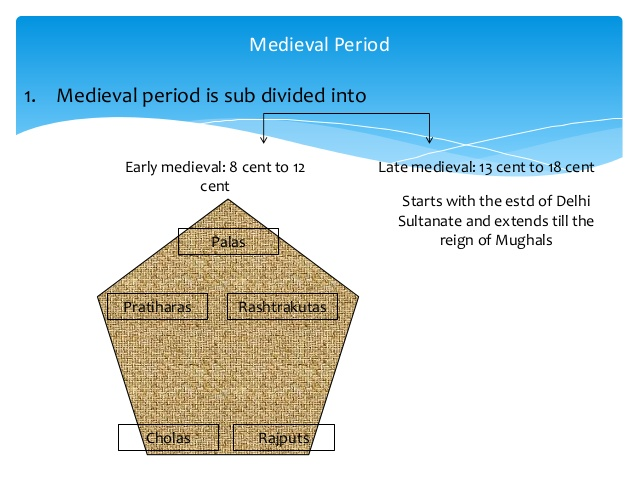 Medieval Period
1. Medieval period is sub divided into
Early medieval: 8 cent to 12
cent
Late medieval: 13 cent to 18 cent
Starts with the estd of Delhi
Sultanate and extends till the
reign of Mughals
Palas
Pratiharas
Rashtrakutas
Cholas
Rajputs